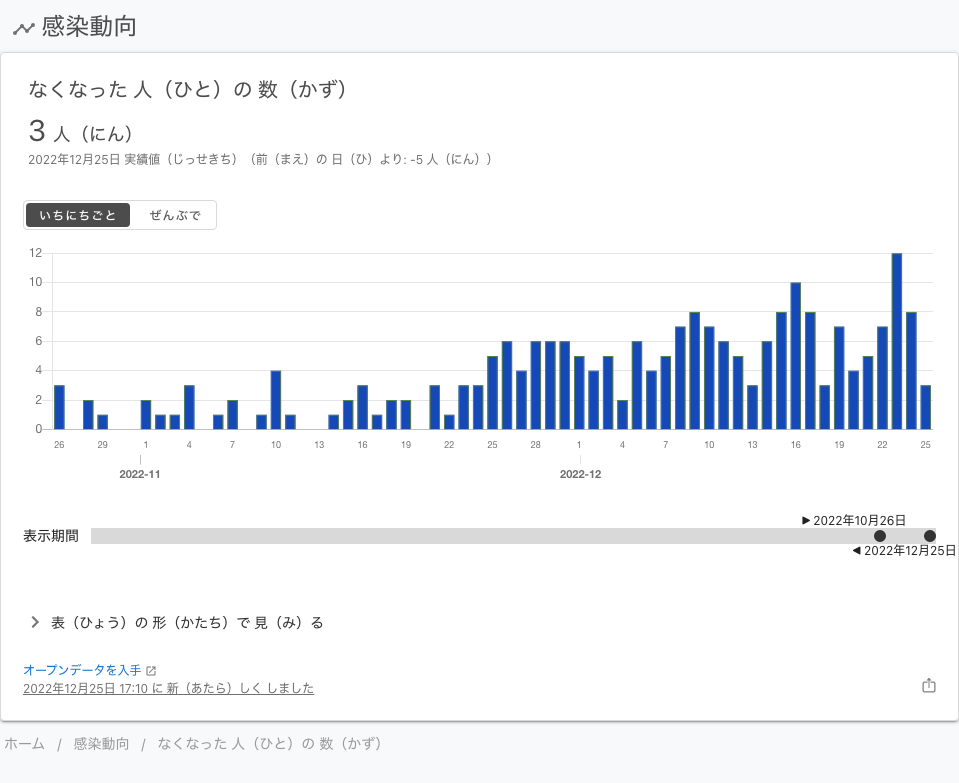 感染動向
なくなった 人（ひと）の 数（かず）
3 人（にん）
2022年12月25日 実績値（じっせきち）（前（まえ）の 日（ひ）より: -5 人（にん））
いちにちごと ぜんぶで
12
10
8
6
4
2
0
26 29 1 4 7 10 13 16 19 22 25 28 1 4 7 10 13 16 19 22 25
2022-11 2022-12
2022年10月26日
表示期間
2022年12月25日
表（ひょう）の 形（かたち）で 見（み）る
オープンデータを入手
2022年12月25日 17:10 に 新（あたら）しく しました
ホーム / 感染動向 / なくなった 人（ひと）の 数（かず）